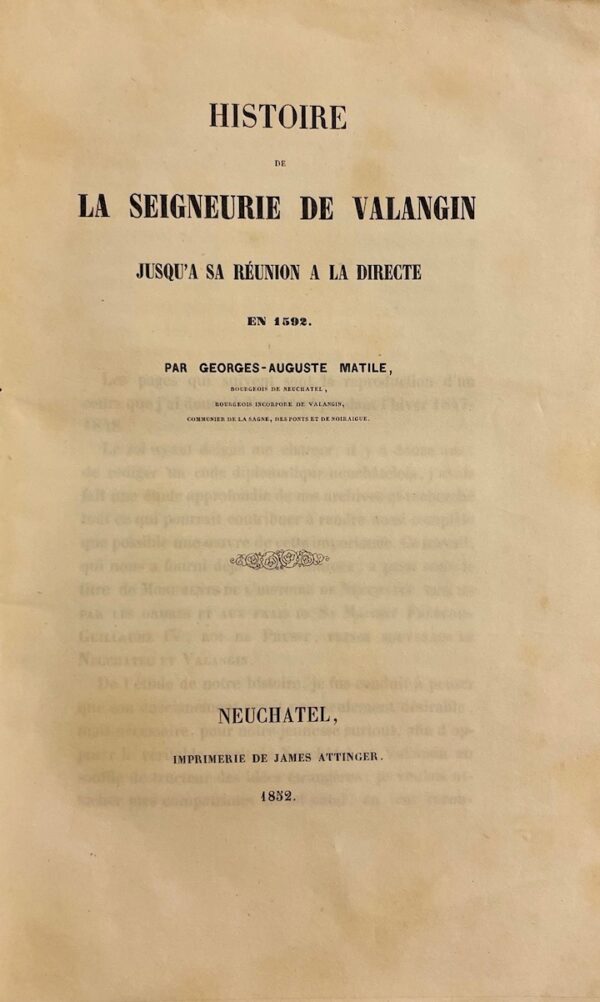 HISTOIRE
DE
LA SEIGNEURIE DE VALANGIN
JUSQU'A SA RÉUNION A LA DIRECTE
EN 1592.
PAR GEORGES-AUGUSTE MATILE,
BOURGEOIS DE NEUCHATEL,
BOURGEOIS INCORPORÉ DE VALANGIN,
COMMUNIER DE LA SAGNE, DES PONTS ET DE NOIRAIGUE.
NEUCHATEL,
IMPRIMERIE DE JAMES ATTINGER.
1852.